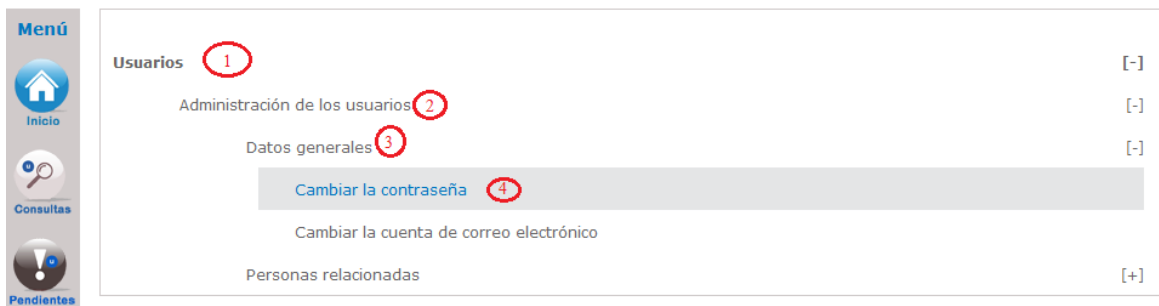 Menú
Inicio
Consultas
Pendientes
Usuarios 1 [-]
Administración de los usuarios 2 [-]
Datos generales 3 [-]
Cambiar la contraseña 4
Cambiar la cuenta de correo electrónico
Personas relacionadas [+]